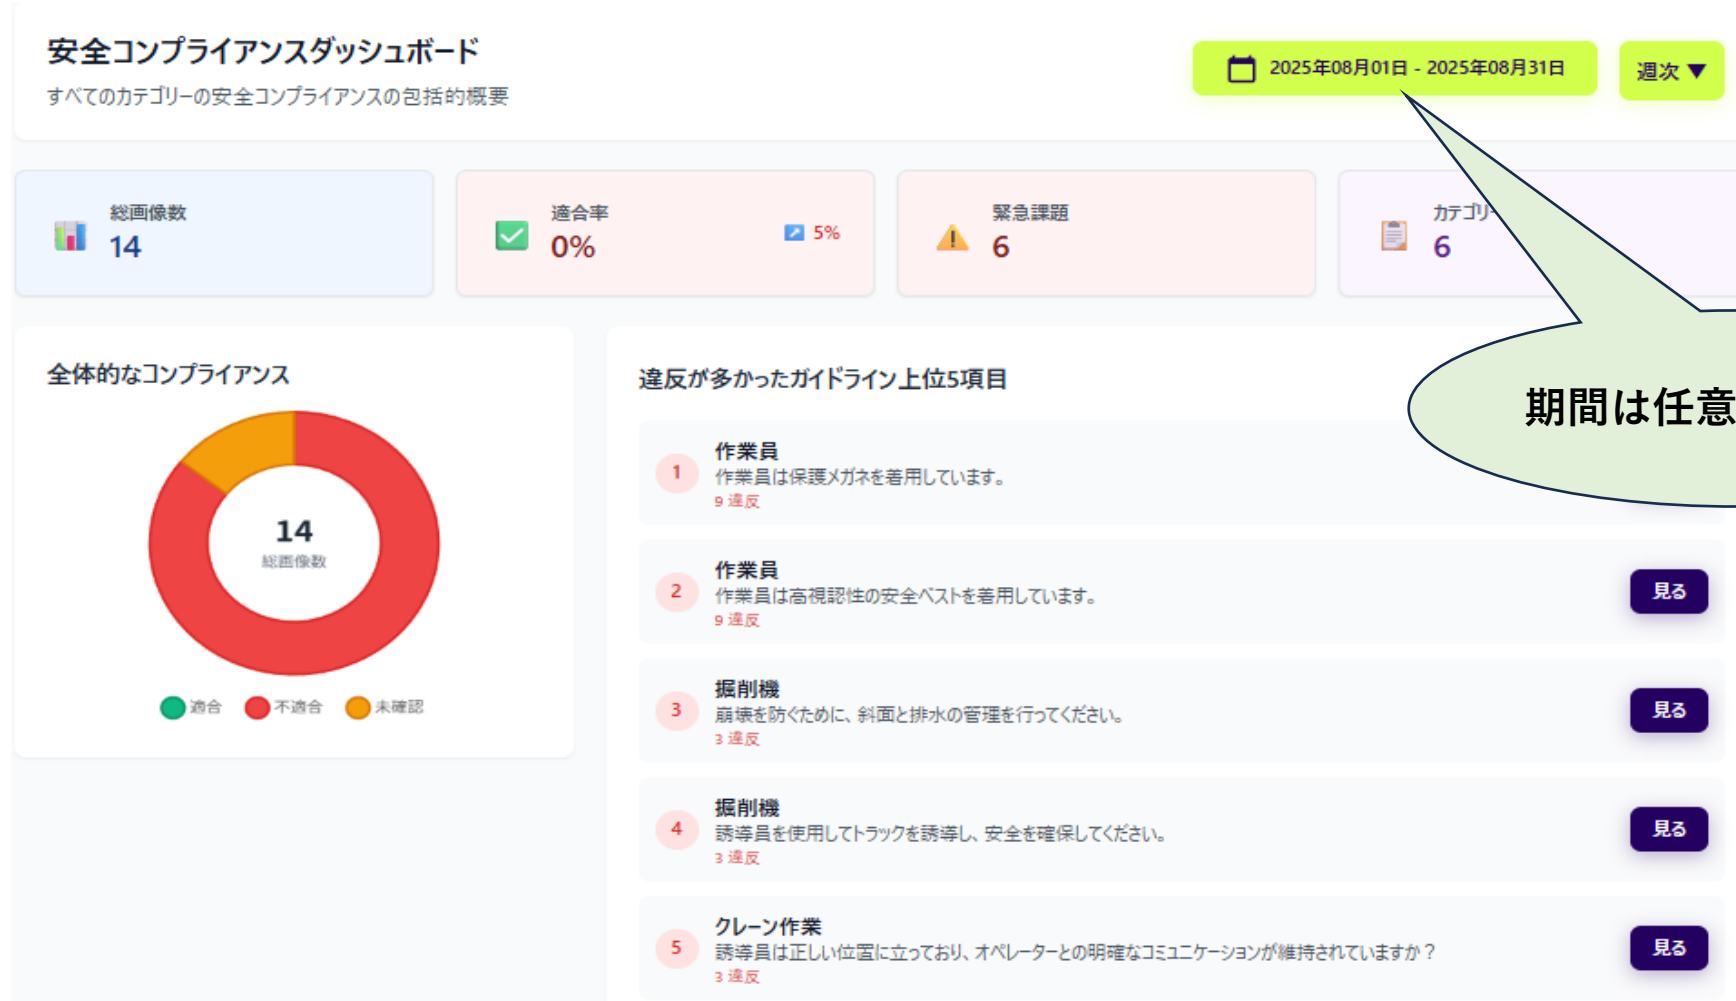 安全コンプライアンスダッシュボード
すべてのカテゴリーの安全コンプライアンスの包括的概要
2025年08月01日 - 2025年08月31日
週次 ▼
総画像数
14
適合率
0%
5%
緊急課題
6
カテゴリー
6
期間は任意
全体的なコンプライアンス
14
総画像数
適合
不適合
未確認
違反が多かったガイドライン上位5項目
1
作業員
作業員は保護メガネを着用しています。
9 違反
2
作業員
作業員は高視認性の安全ベストを着用しています。
9 違反
見る
3
掘削機
崩壊を防ぐために、斜面と排水の管理を行ってください。
3 違反
見る
4
掘削機
誘導員を使用してトラックを誘導し、安全を確保してください。
3 違反
見る
5
クレーン作業
誘導員は正しい位置に立っており、オペレーターとの明確なコミュニケーションが維持されていますか？
3 違反
見る